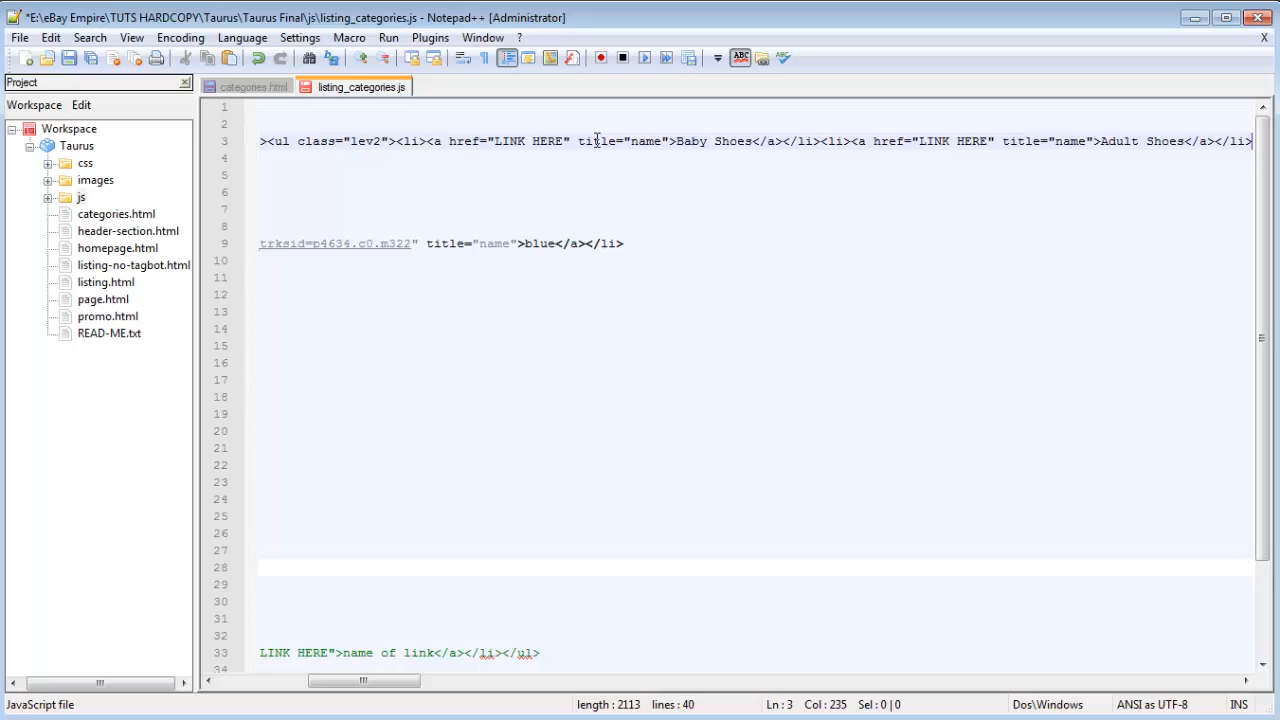 *E:\eBay Empire\TUTS HARDCOPY\Taurus\Taurus Final\js\listing_categories.js - Notepad++ [Administrator]
File Edit Search View Encoding Language Settings Macro Run Plugins Window ? X
ABC ABC
Project
categories.html listing_categories.js
Workspace Edit
Workspace
Taurus
css
images
js
categories.html
header-section.html
homepage.html
listing-no-tagbot.html
listing.html
page.html
promo.html
READ-ME.txt
1
2
3 ><ul class="lev2"><li><a href="LINK HERE" title="name">Baby Shoes</a></li><li><a href="LINK HERE" title="name">Adult Shoes</a></li>
4
5
6
7
8
9 trksid=p4634.c0.m322" title="name">blue</a></li>
10
11
12
13
14
15
16
17
18
19
20
21
22
23
24
25
26
27
28
29
30
31
32
33 LINK HERE">name of link</a></li></ul>
34
JavaScript file length : 2113 lines : 40 Ln : 3 Col : 235 Sel : 0 | 0 Dos\Windows ANSI as UTF-8 INS